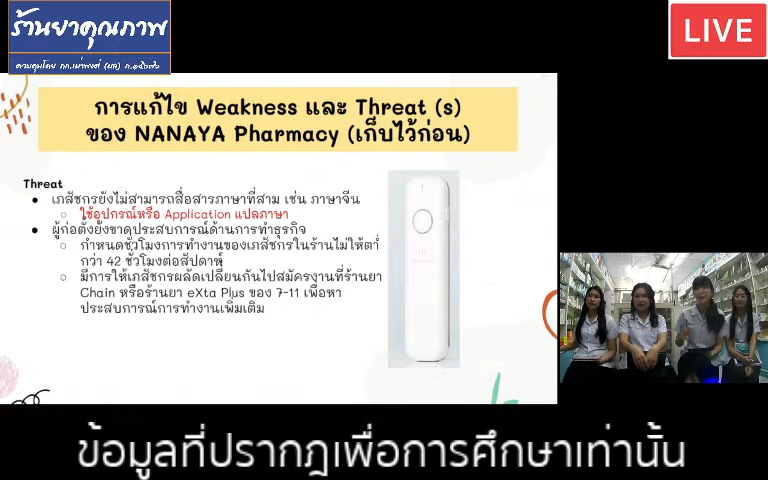 ร้านยาคุณภาพ
LIVE
การแก้ไข Weakness และ Threat (s)
ของ NANAYA Pharmacy (เก็บไว้ก่อน)
Threat
● เภสัชกรยังไม่สามารถสื่อสารภาษาที่สาม เช่น ภาษาจีน
○ ใช้อุปกรณ์หรือ Application แปลภาษา
● ผู้ก่อตั้งยังขาดประสบการณ์ด้านการทำธุรกิจ
○ กำหนดชั่วโมงการทำงานของเภสัชกรในร้านไม่ให้ต่ำ
กว่า 42 ชั่วโมงต่อสัปดาห์
○ มีการให้เภสัชกรผลัดเปลี่ยนกันไปสมัครงานที่ร้านยา
Chain หรือร้านยา eXta Plus ของ 7-11 เพื่อหา
ประสบการณ์การทำงานเพิ่มเติม
ข้อมูลที่ปรากฏเพื่อการศึกษาเท่านั้น